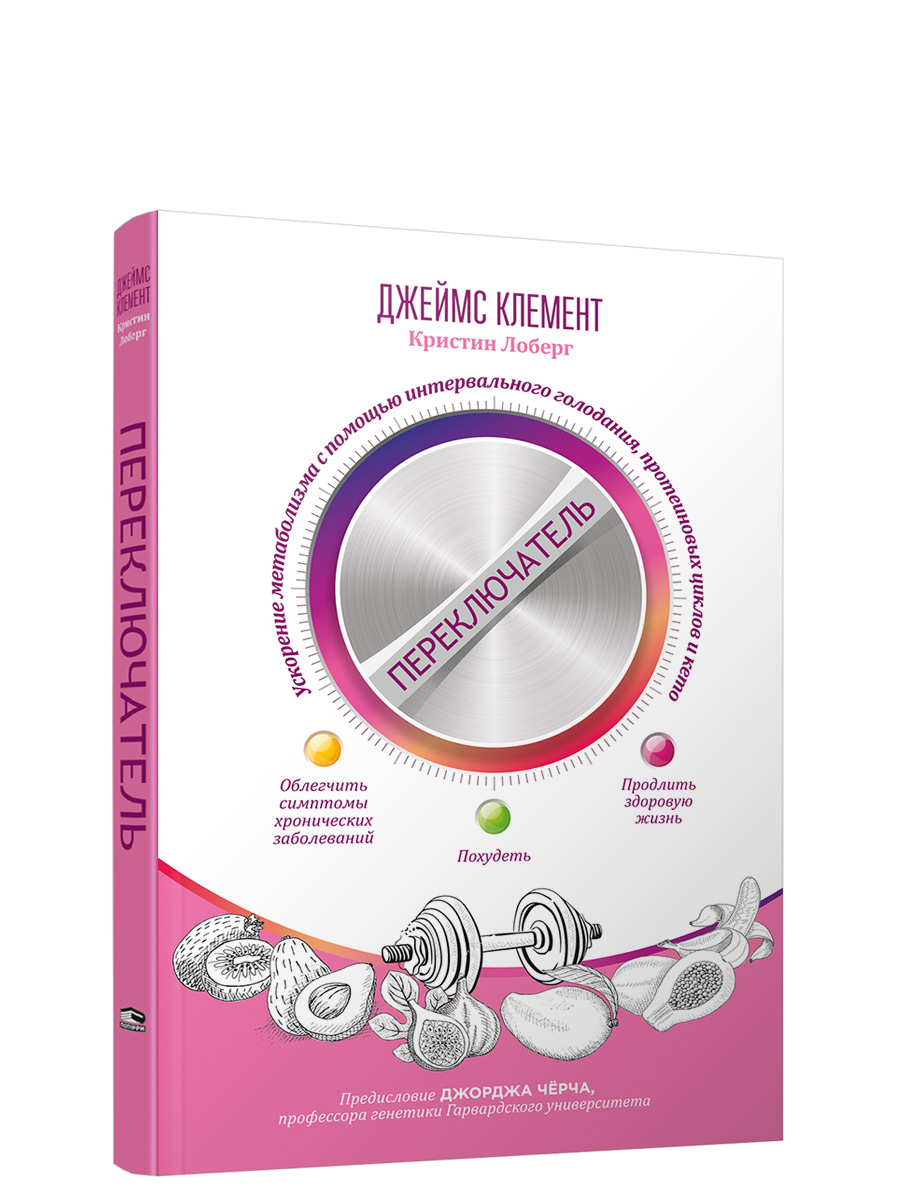 ДЖЕЙМС КЛЕМЕНТ
Кристин Лоберг
Ускорение метаболизма с помощью интервального голодания, протеиновых циклов и кето
ПЕРЕКЛЮЧАТЕЛЬ
Облегчить
симптомы
хронических
заболеваний
Похудеть
Продлить
здоровую
жизнь
Предисловие ДЖОРДЖА ЧЁРЧА,
профессора генетики Гарвардского университета
ДЖЕЙМС
КЛЕМЕНТ
Кристин
Лоберг
ПЕРЕКЛЮЧАТЕЛЬ
ПОПУРРИ